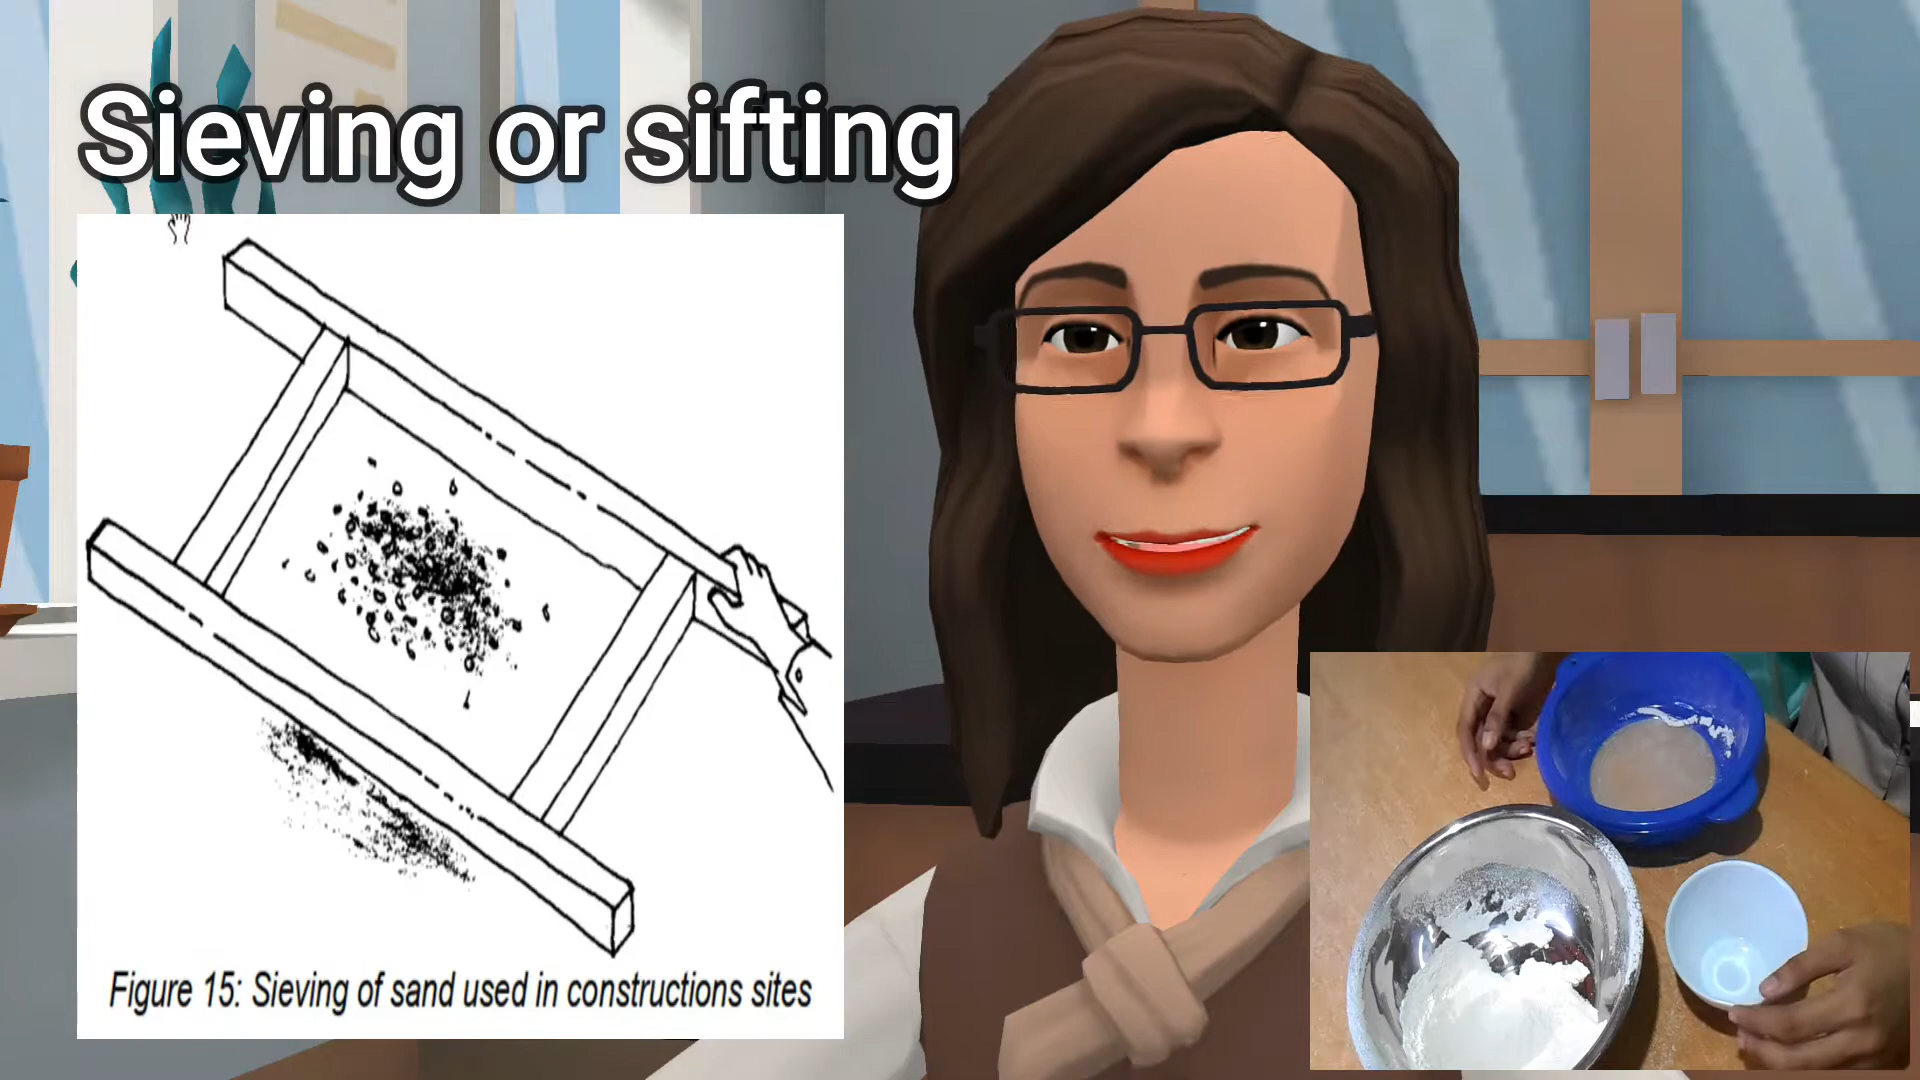 Sieving or sifting
Figure 15: Sieving of sand used in constructions sites